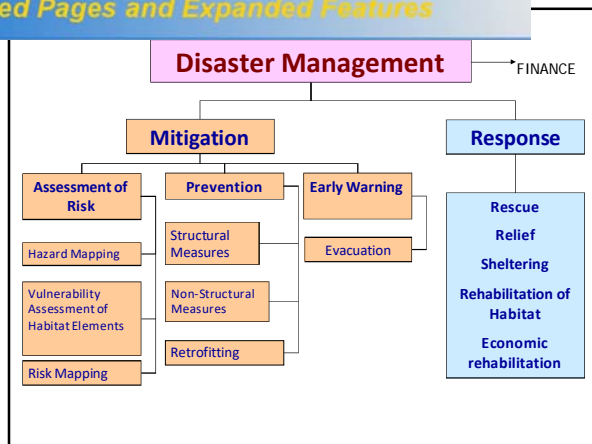 ed Pages and Expanded Features
Disaster Management
FINANCE
Mitigation
Response
Assessment of
Risk
Hazard Mapping
Vulnerability
Assessment of
Habitat Elements
Risk Mapping
Prevention
Structural
Measures
Non-Structural
Measures
Retrofitting
Early Warning
Evacuation
Rescue
Relief
Sheltering
Rehabilitation of
Habitat
Economic
rehabilitation